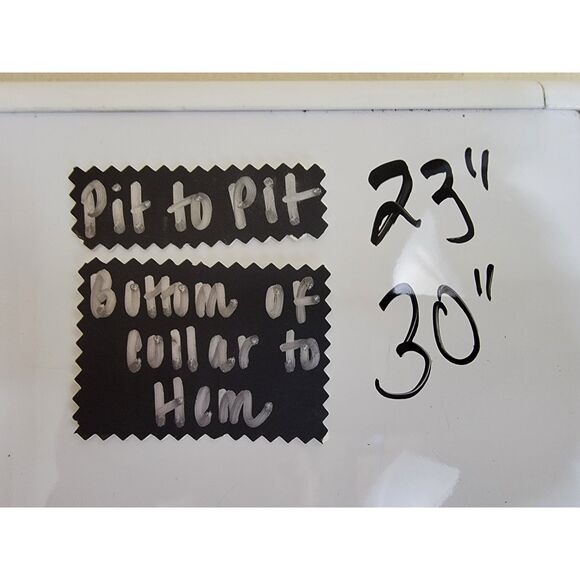 Pit to Pit 23"
Bottom of 30"
Collar to
Hem